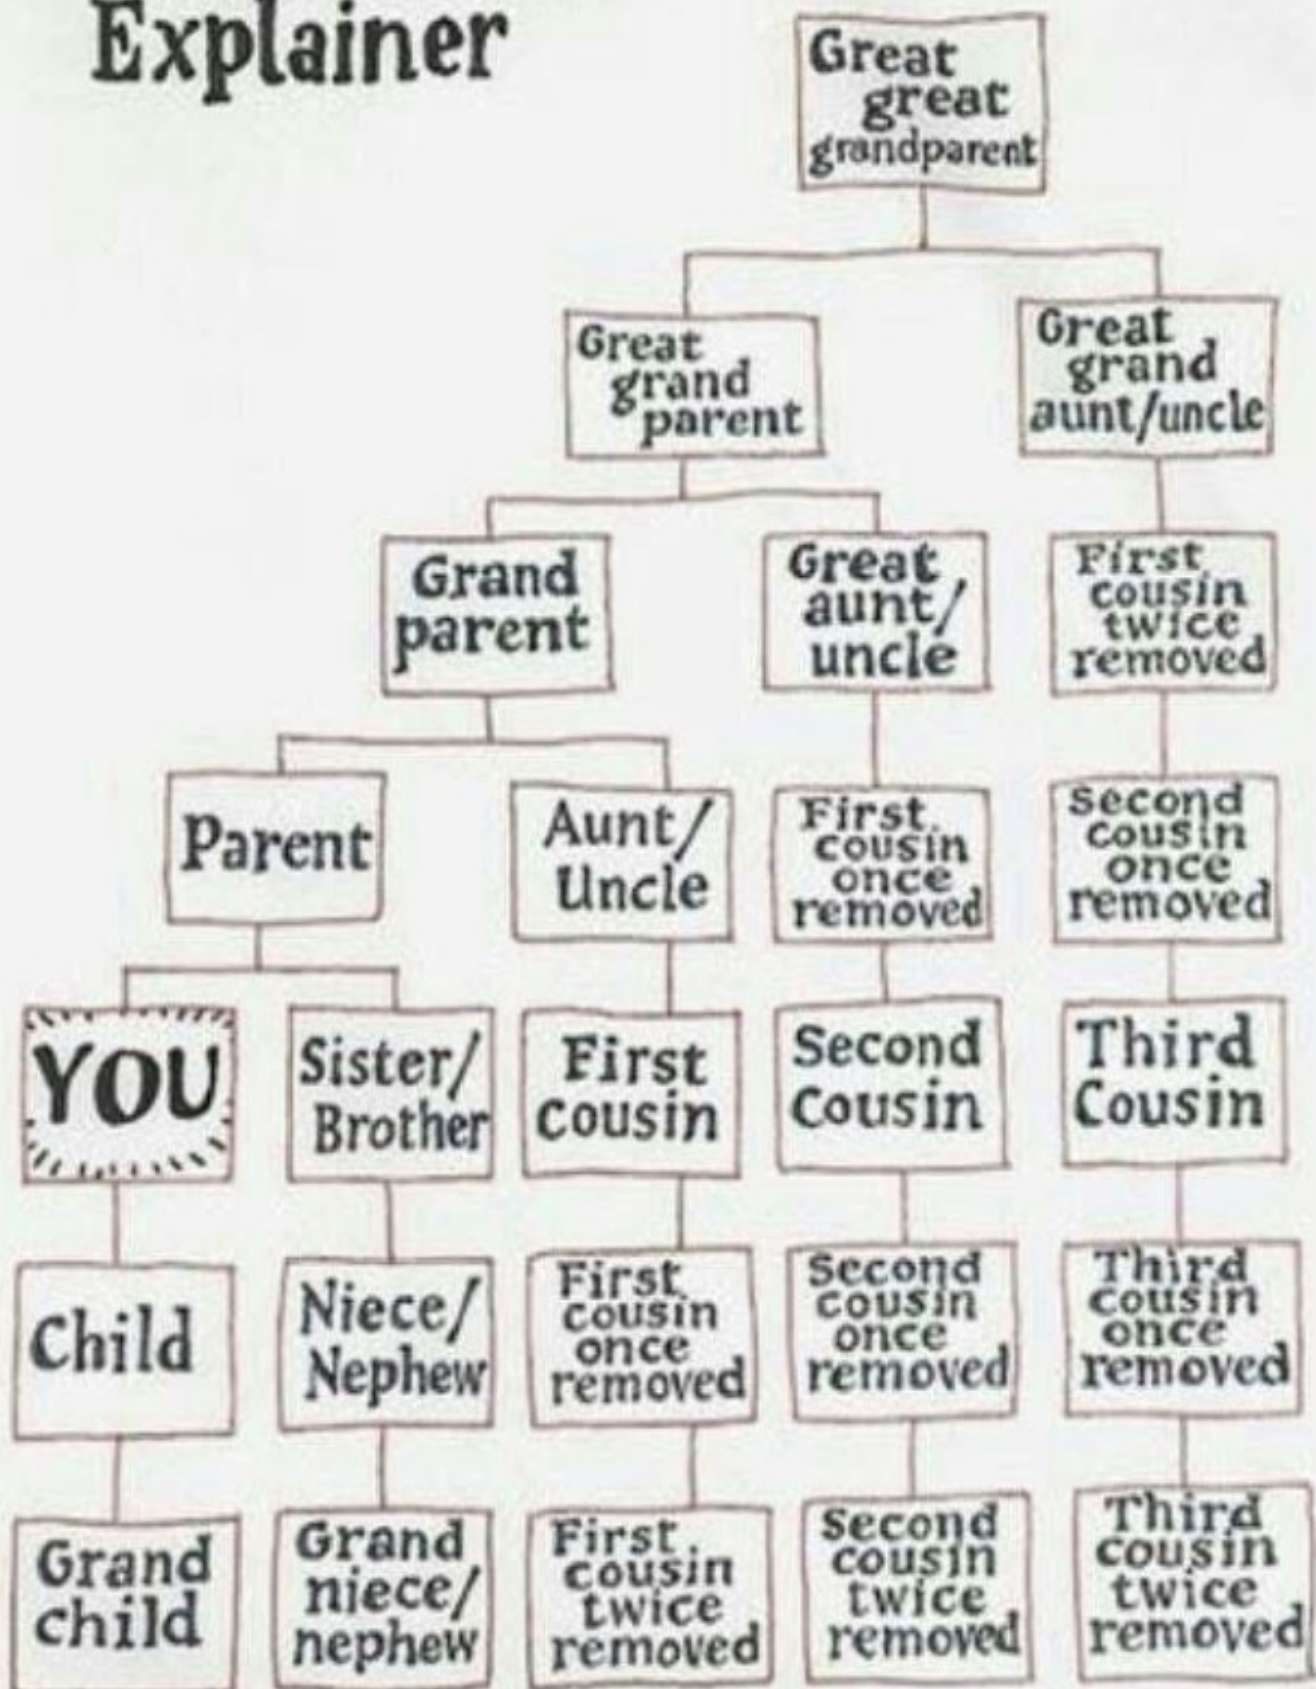 Explainer
Great
great
grandparent
Great
grand
parent
Great
grand
aunt/uncle
Grand
parent
Great
aunt/
uncle
First
cousin
twice
removed
Parent
Aunt/
Uncle
First
cousin
once
removed
Second
cousin
once
removed
YOU
Sister/
Brother
First
Cousin
Second
Cousin
Third
Cousin
Child
Niece/
Nephew
First
cousin
once
removed
Second
cousin
once
removed
Third
cousin
once
removed
Grand
child
Grand
niece/
nephew
First
cousin
twice
removed
Second
cousin
twice
removed
Third
cousin
twice
removed